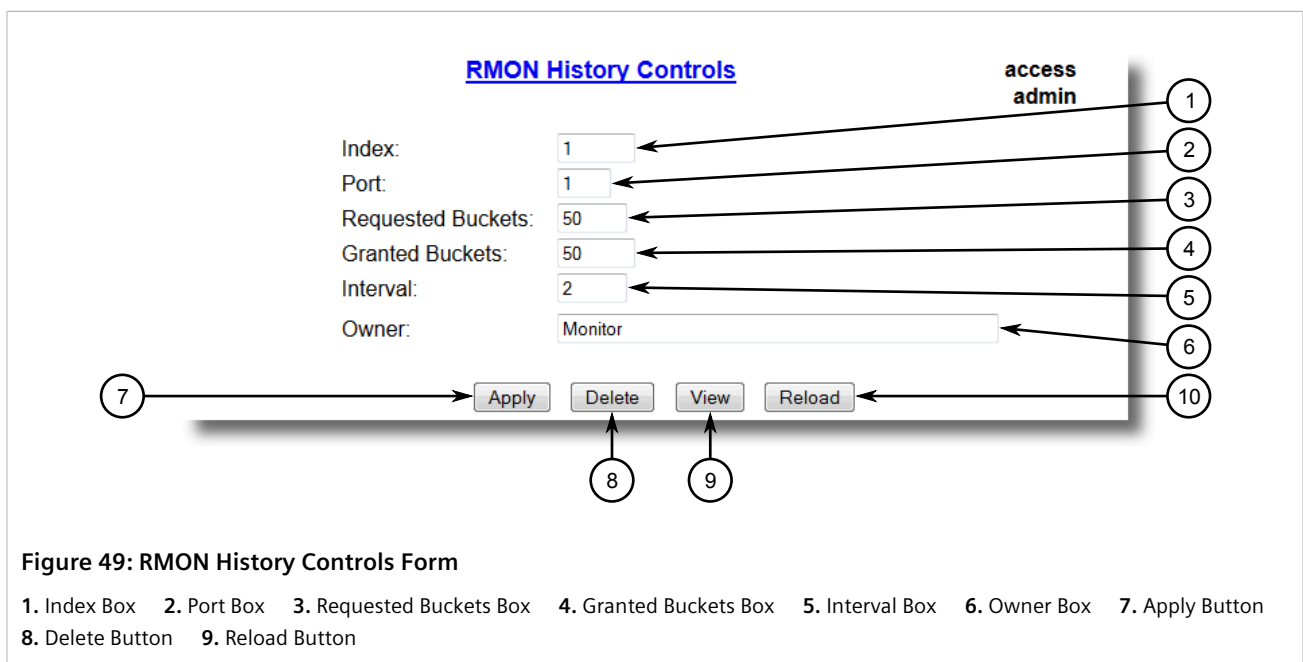 RMON History Controls
access
admin
1
Index: 1
2
Port: 1
3
Requested Buckets: 50
4
Granted Buckets: 50
5
Interval: 2
6
Owner: Monitor
7
Apply Delete View Reload
10
8 9
Figure 49: RMON History Controls Form
1. Index Box 2. Port Box 3. Requested Buckets Box 4. Granted Buckets Box 5. Interval Box 6. Owner Box 7. Apply Button
8. Delete Button 9. Reload Button